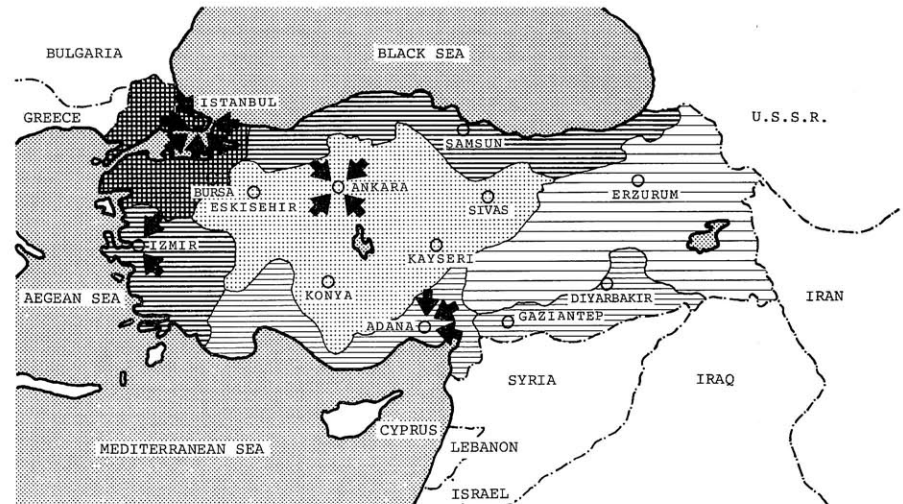 BULGARIA
BLACK SEA
ISTANBUL
GREECE
U.S.S.R.
SAMSUN
BURSA
ANKARA
ERZURUM
ESKISEHIR
SIVAS
IZMIR
KAYSERI
KONYA
AEGEAN SEA
DIYARBAKIR
IRAN
ADANA
GAZIANTEP
SYRIA
IRAQ
CYPRUS
MEDITERRANEAN SEA
LEBANON
ISRAEL